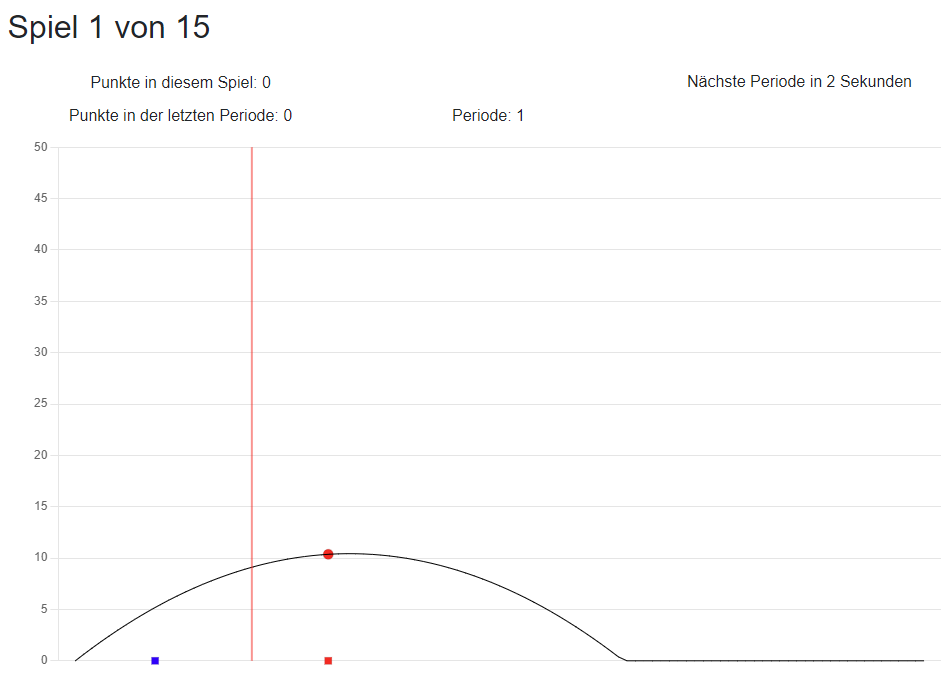 Spiel 1 von 15
Punkte in diesem Spiel: 0
Nächste Periode in 2 Sekunden
Punkte in der letzten Periode: 0
Periode: 1
50
45
40
35
30
25
20
15
10
5
0